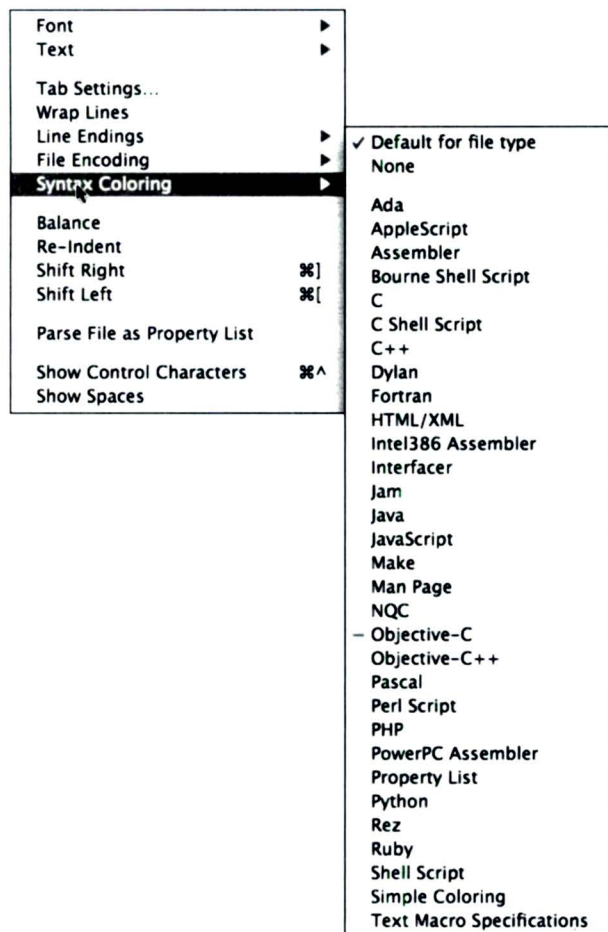 Font
Text
Tab Settings...
Wrap Lines
Line Endings
File Encoding
Syntax Coloring
Balance
Re-Indent
Shift Right ⌘]
Shift Left ⌘[
Parse File as Property List
Show Control Characters ⌘^
Show Spaces
✓ Default for file type
None
Ada
AppleScript
Assembler
Bourne Shell Script
C
C Shell Script
C++
Dylan
Fortran
HTML/XML
Intel386 Assembler
Interfacer
Jam
Java
JavaScript
Make
Man Page
NQC
– Objective-C
Objective-C++
Pascal
Perl Script
PHP
PowerPC Assembler
Property List
Python
Rez
Ruby
Shell Script
Simple Coloring
Text Macro Specifications